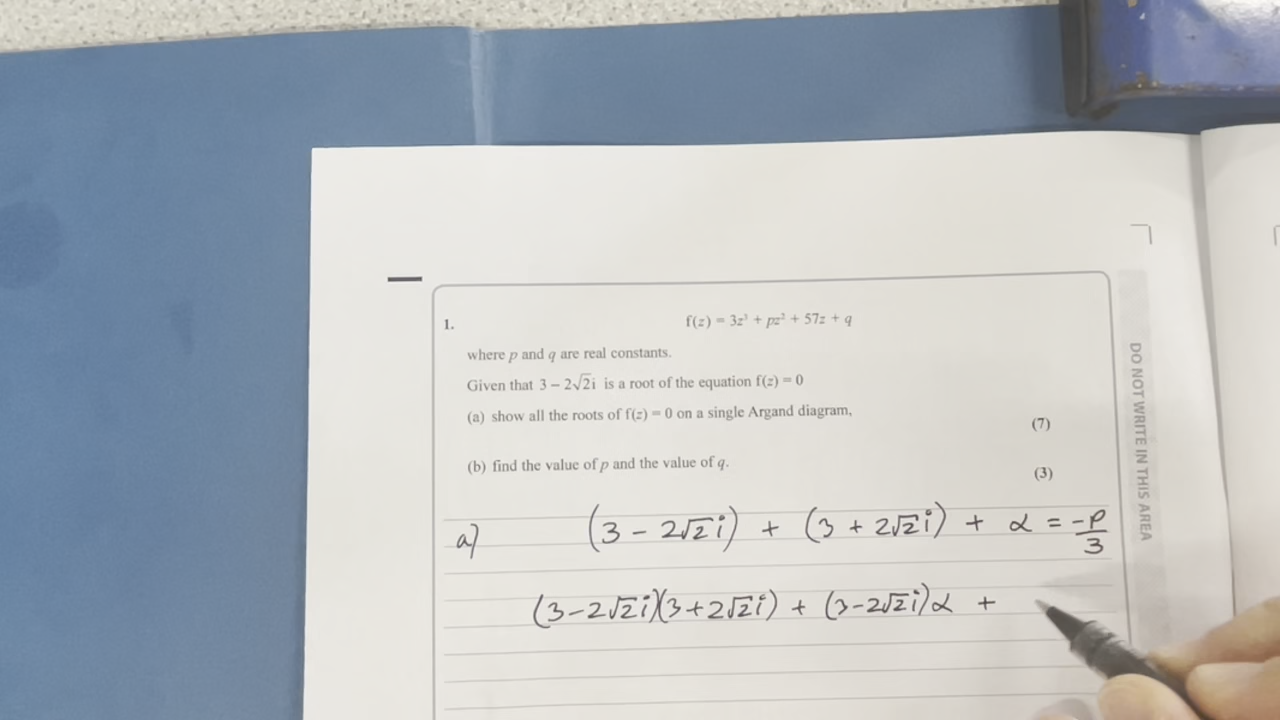 1.
f(z) = 3z³ + pz² + 57z + q
where p and q are real constants.
Given that 3 – 2√2i is a root of the equation f(z) = 0
(a) show all the roots of f(z) = 0 on a single Argand diagram,
(7)
(b) find the value of p and the value of q.
(3)
a) (3 - 2√2i) + (3 + 2√2i) + α = -p/3
(3-2√2i)(3+2√2i) + (3-2√2i)α +
DO NOT WRITE IN THIS AREA